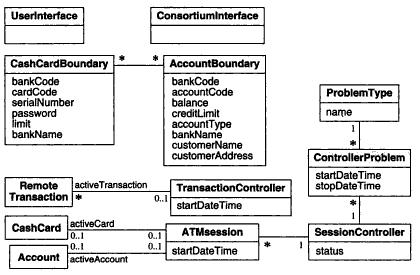 UserInterface
ConsortiumInterface
CashCardBoundary
*
*
AccountBoundary
bankCode
cardCode
serialNumber
password
limit
bankName
bankCode
accountCode
balance
creditLimit
accountType
bankName
customerName
customerAddress
ProblemType
name
1
*
ControllerProblem
startDateTime
stopDateTime
*
1
Remote
Transaction
activeTransaction
*
0..1
TransactionController
startDateTime
CashCard
activeCard
0..1
0..1
Account
0..1
0..1
activeAccount
ATMsession
startDateTime
*
1
SessionController
status